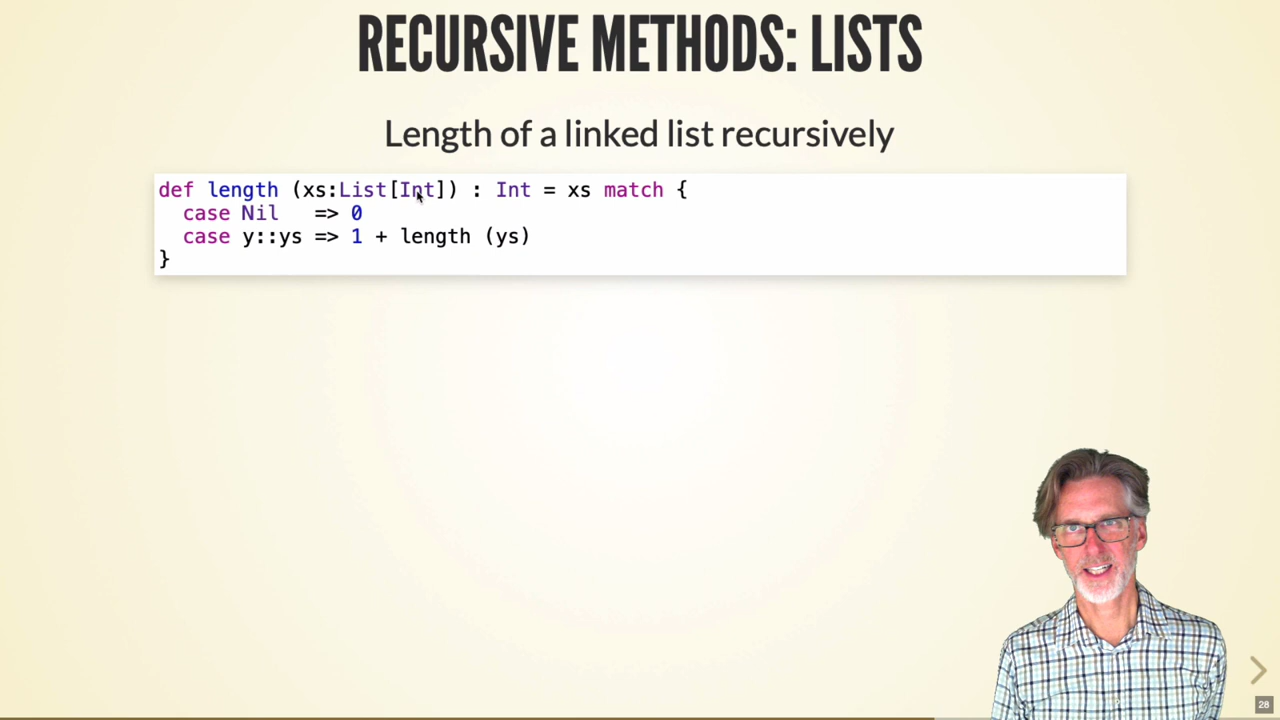 RECURSIVE METHODS: LISTS
Length of a linked list recursively
def length (xs:List[Int]) : Int = xs match {
  case Nil   => 0
  case y::ys => 1 + length (ys)
}
28